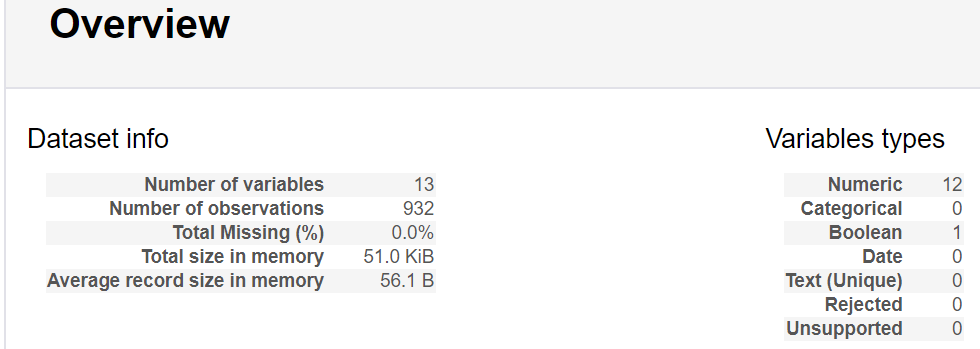 Overview
Dataset info
Number of variables 13
Number of observations 932
Total Missing (%) 0.0%
Total size in memory 51.0 KiB
Average record size in memory 56.1 B
Variables types
Numeric 12
Categorical 0
Boolean 1
Date 0
Text (Unique) 0
Rejected 0
Unsupported 0